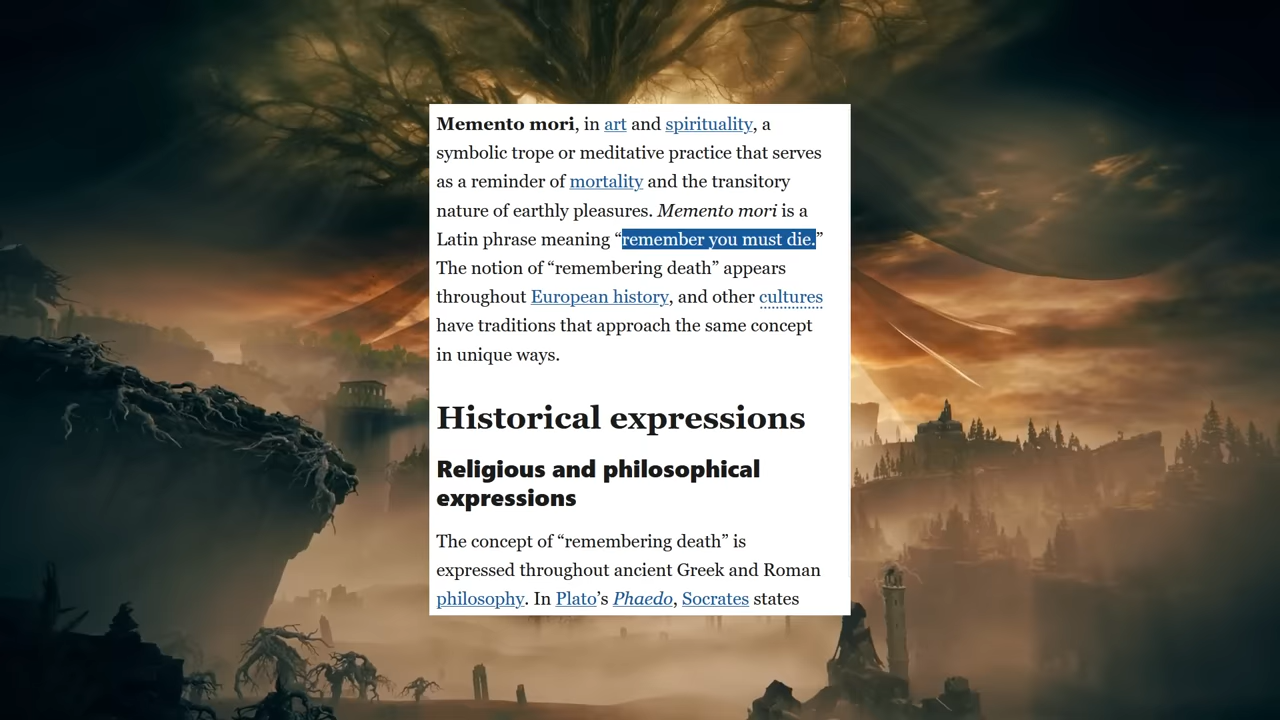 Memento mori, in art and spirituality, a
symbolic trope or meditative practice that serves
as a reminder of mortality and the transitory
nature of earthly pleasures. Memento mori is a
Latin phrase meaning “remember you must die.”
The notion of “remembering death” appears
throughout European history, and other cultures
have traditions that approach the same concept
in unique ways.
Historical expressions
Religious and philosophical
expressions
The concept of “remembering death” is
expressed throughout ancient Greek and Roman
philosophy. In Plato’s Phaedo, Socrates states